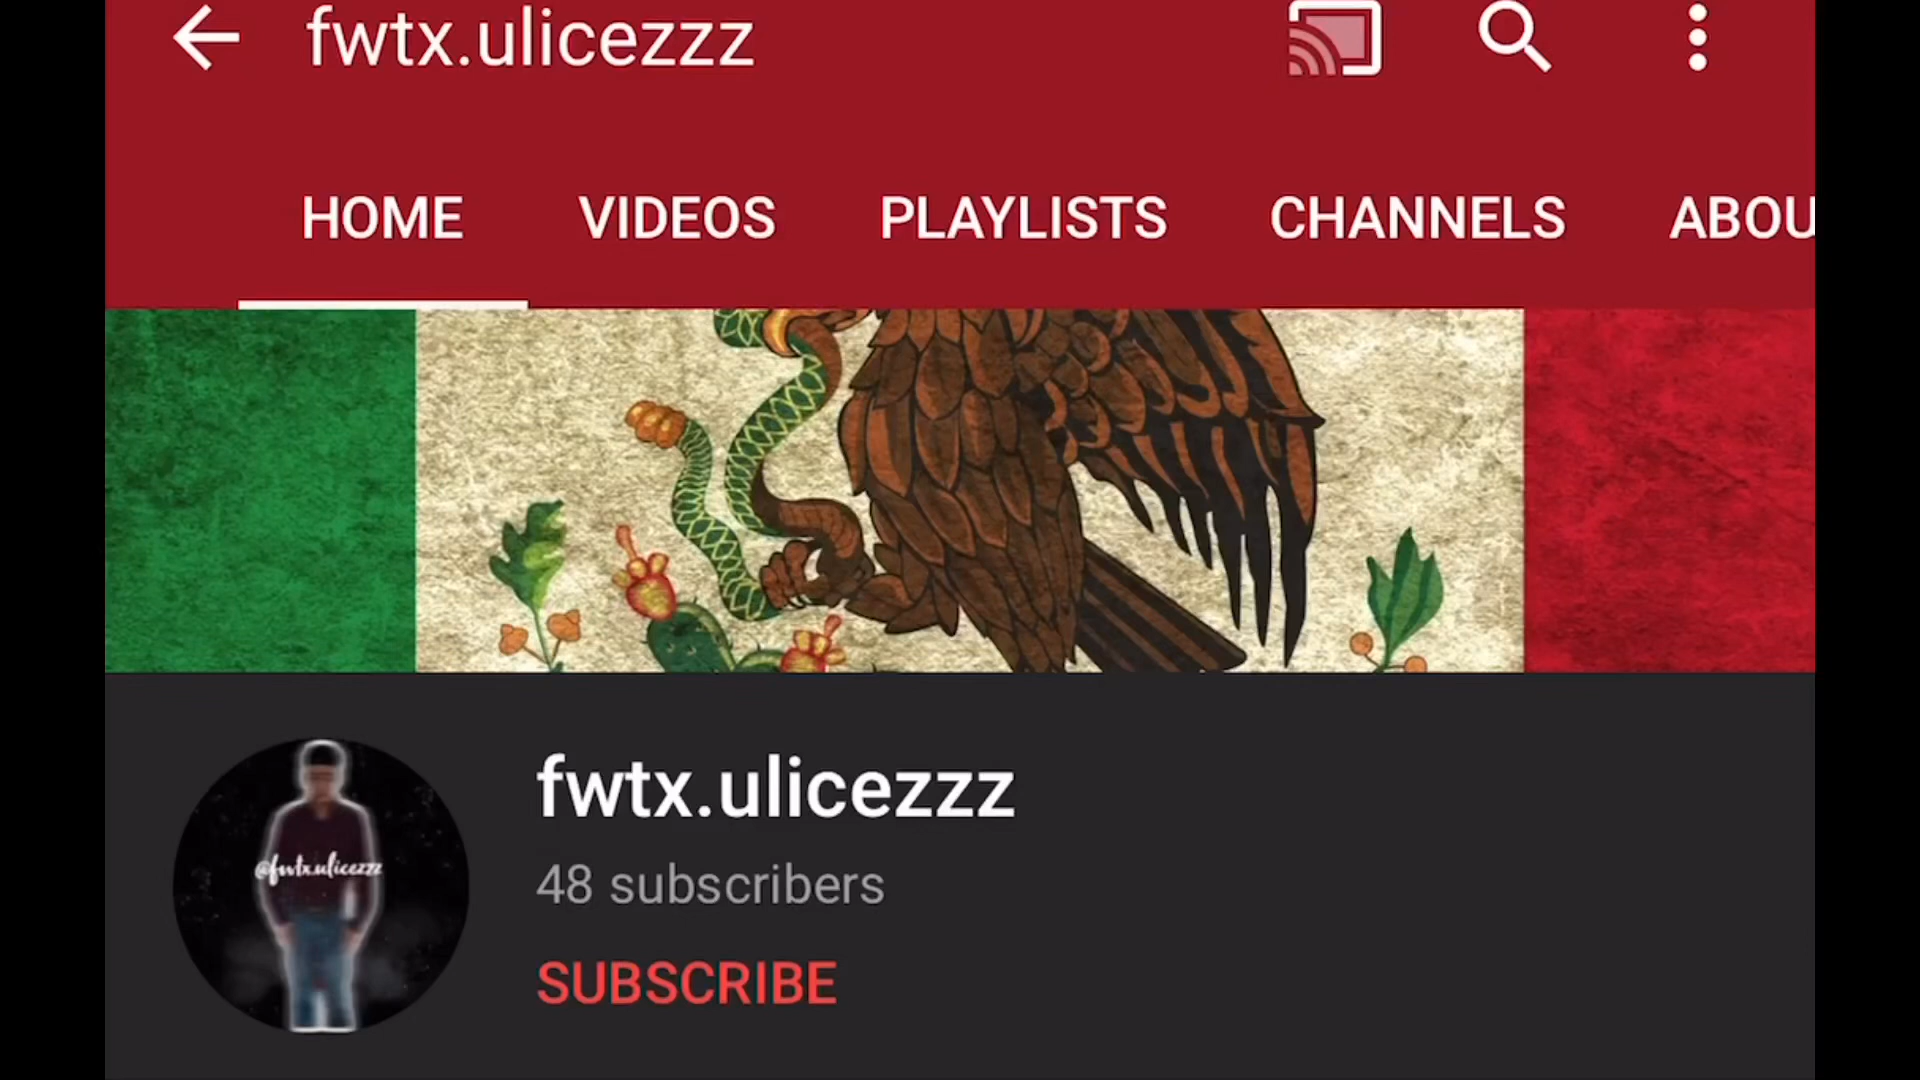 fwtx.ulicezzz
HOME VIDEOS PLAYLISTS CHANNELS ABOU
fwtx.ulicezzz
@fwtx.ulicezzz
48 subscribers
SUBSCRIBE